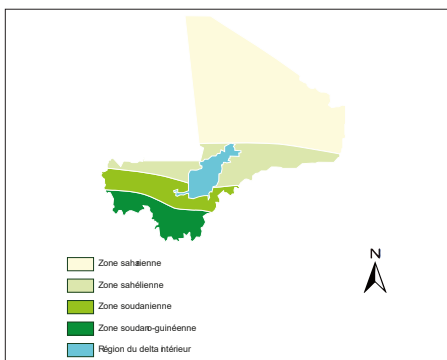 N
Zone saharienne
Zone sahélienne
Zone soudanienne
Zone soudano-guinéenne
Région du delta intérieur